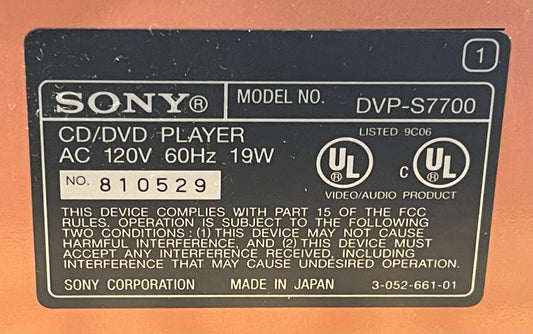 1
SONY® MODEL NO. DVP-S7700
CD/DVD PLAYER LISTED 9C06
AC 120V 60Hz 19W
UL® C UL®
NO. 810529
VIDEO/AUDIO PRODUCT
THIS DEVICE COMPLIES WITH PART 15 OF THE FCC
RULES. OPERATION IS SUBJECT TO THE FOLLOWING
TWO CONDITIONS : (1) THIS DEVICE MAY NOT CAUSE
HARMFUL INTERFERENCE, AND (2) THIS DEVICE MUST
ACCEPT ANY INTERFERENCE RECEIVED, INCLUDING
INTERFERENCE THAT MAY CAUSE UNDESIRED OPERATION.
SONY CORPORATION MADE IN JAPAN 3-052-661-01